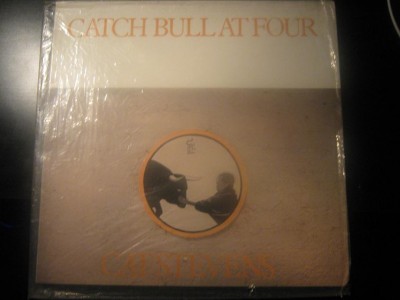 CATCH BULL AT FOUR
CAT STEVENS